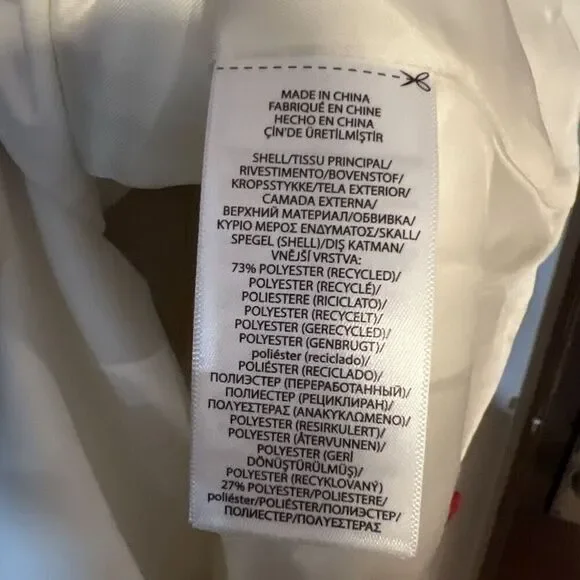 MADE IN CHINA
FABRIQUÉ EN CHINE
HECHO EN CHINA
ÇİN'DE ÜRETİLMİŞTİR
SHELL/TISSU PRINCIPAL/
RIVESTIMENTO/BOVENSTOF/
KROPSSTYKKE/TELA EXTERIOR/
CAMADA EXTERNA/
ВЕРХНИЙ МАТЕРИАЛ/ОБВИВКА/
ΚΥΡΙΟ ΜΕΡΟΣ ΕΝΔΥΜΑΤΟΣ/SKALL/
SPEGEL (SHELL)/DIŞ KATMAN/
VNĚJŠÍ VRSTVA:
73% POLYESTER (RECYCLED)/
POLYESTER (RECYCLÉ)/
POLIESTERE (RICICLATO)/
POLYESTER (RECYCELT)/
POLYESTER (GERECYCLED)/
POLYESTER (GENBRUGT)/
poliéster (reciclado)/
POLIÉSTER (RECICLADO)/
ПОЛИЭСТЕР (ПЕРЕРАБОТАННЫЙ)/
ПОЛИЕСТЕР (РЕЦИКЛИРАН)/
ΠΟΛΥΕΣΤΕΡΑΣ (ΑΝΑΚΥΚΛΩΜΕΝΟ)/
POLYESTER (RESIRKULERT)/
POLYESTER (ÅTERVUNNEN)/
POLYESTER (GERİ
DÖNÜŞTÜRÜLMÜŞ)/
POLYESTER (RECYKLOVANÝ)
27% POLYESTER/POLIESTERE/
poliéster/POLIÉSTER/ПОЛИЭСТЕР/
ПОЛИЕСТЕР/ΠΟΛΥΕΣΤΕΡΑΣ